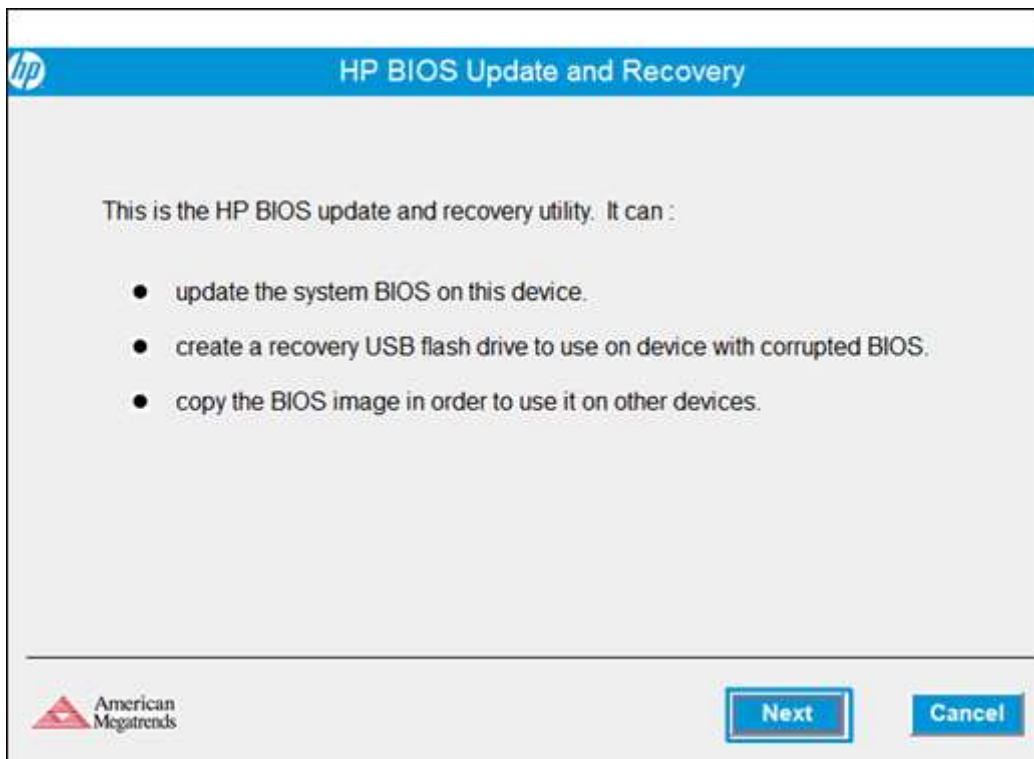 hp
HP BIOS Update and Recovery
This is the HP BIOS update and recovery utility. It can :
● update the system BIOS on this device.
● create a recovery USB flash drive to use on device with corrupted BIOS.
● copy the BIOS image in order to use it on other devices.
American
Megatrends
Next
Cancel